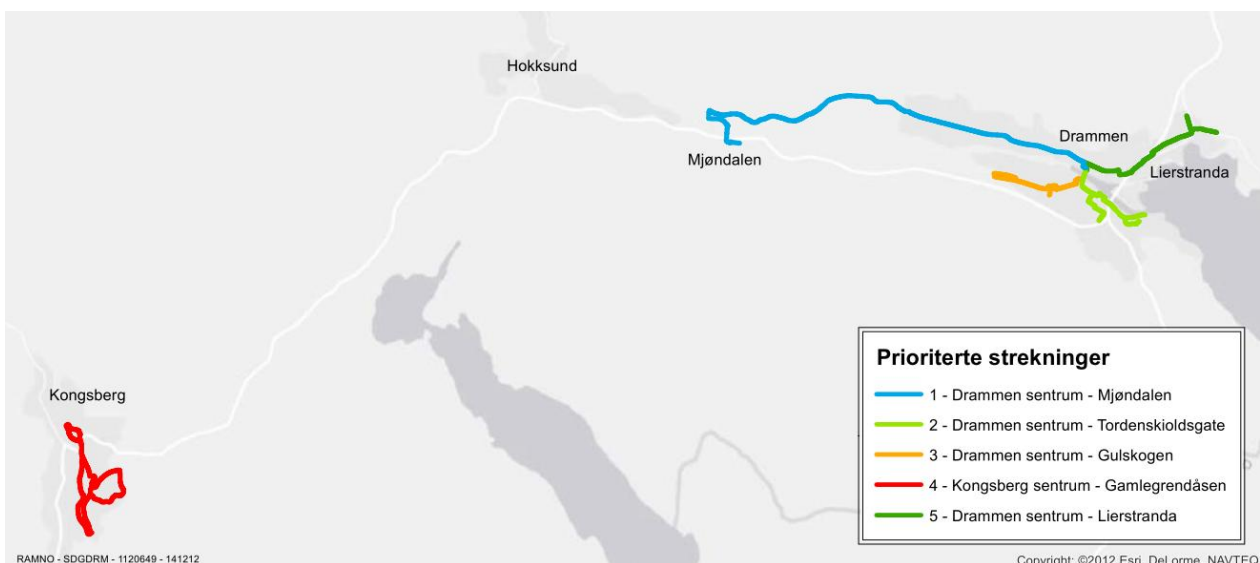 Hokksund
Drammen
Mjøndalen
Lierstranda
Kongsberg
Prioriterte strekninger
1 - Drammen sentrum - Mjøndalen
2 - Drammen sentrum - Tordenskioldsgate
3 - Drammen sentrum - Gulskogen
4 - Kongsberg sentrum - Gamlegrendåsen
5 - Drammen sentrum - Lierstranda
RAMNO - SDGDRM - 1120649 - 141212
Copyright: ©2012 Esri, DeLorme, NAVTEQ